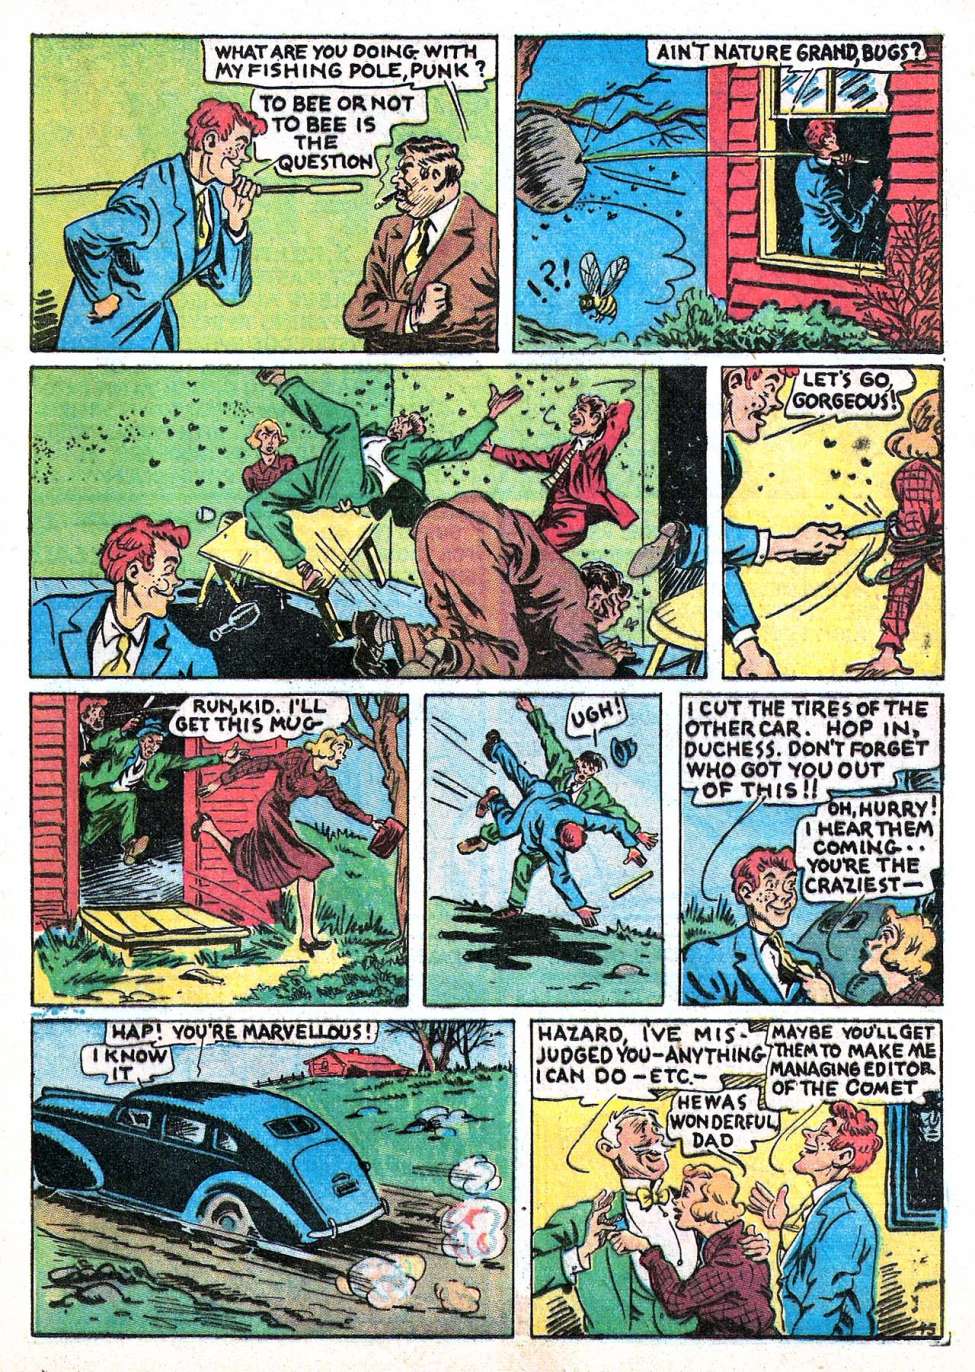 WHAT ARE YOU DOING WITH
MY FISHING POLE, PUNK?
TO BEE OR NOT
TO BEE IS
THE
QUESTION
AIN'T NATURE GRAND, BUGS?
!?!
LET'S GO,
GORGEOUS!
RUN, KID. I'LL
GET THIS MUG-
UGH!
I CUT THE TIRES OF THE
OTHER CAR. HOP IN,
DUCHESS. DON'T FORGET
WHO GOT YOU OUT
OF THIS!!
OH, HURRY!
I HEAR THEM
COMING..
YOU'RE THE
CRAZIEST-
HAP! YOU'RE MARVELLOUS!
I KNOW
IT
HAZARD, I'VE MIS-
JUDGED YOU-ANYTHING
I CAN DO -ETC.-
HE WAS
WONDERFUL,
DAD
MAYBE YOU'LL GET
THEM TO MAKE ME
MANAGING EDITOR
OF THE COMET
45